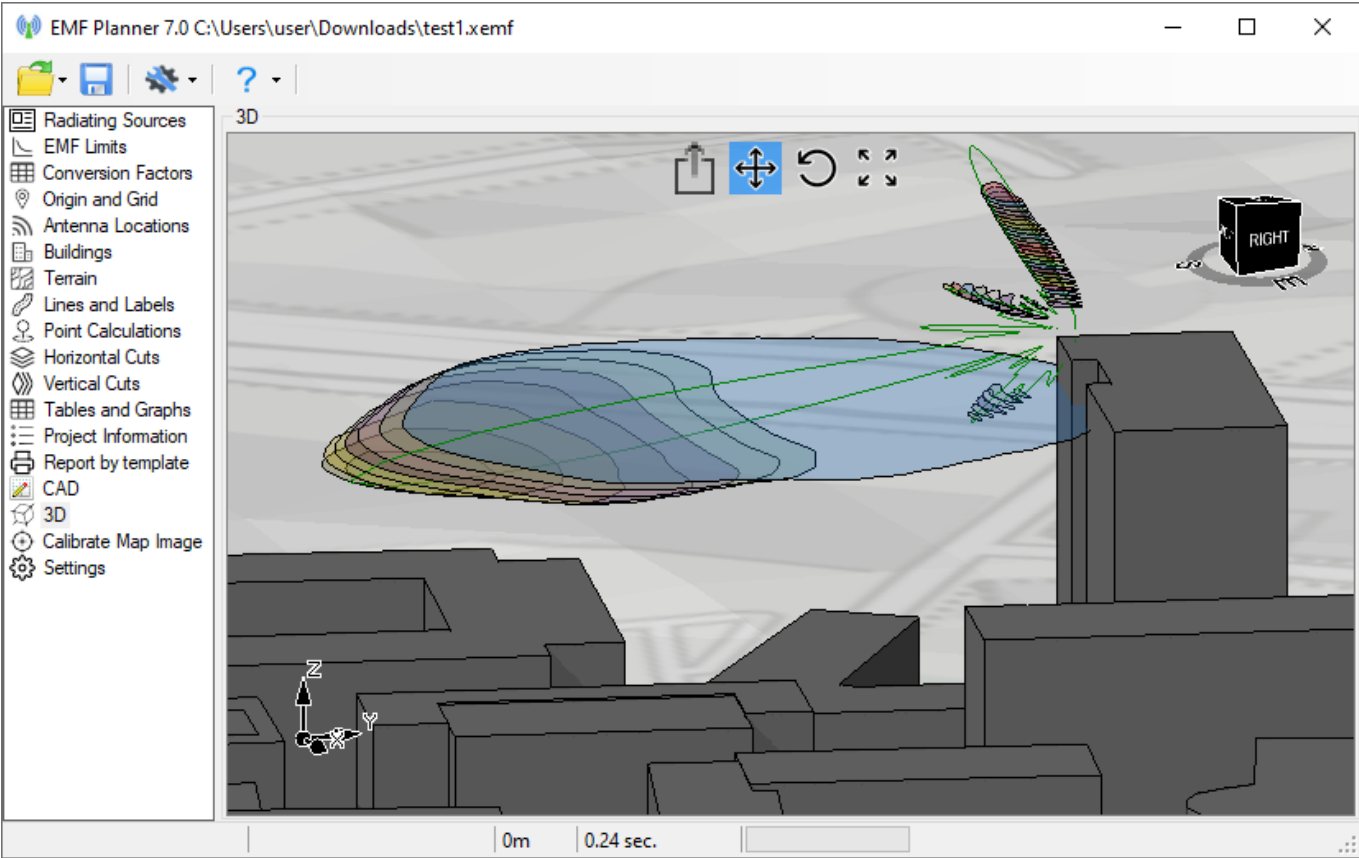 EMF Planner 7.0 C:\Users\user\Downloads\test1.xemf
Radiating Sources
EMF Limits
Conversion Factors
Origin and Grid
Antenna Locations
Buildings
Terrain
Lines and Labels
Point Calculations
Horizontal Cuts
Vertical Cuts
Tables and Graphs
Project Information
Report by template
CAD
3D
Calibrate Map Image
Settings
3D
RIGHT
S
E
Z
Y
X
0m
0.24 sec.